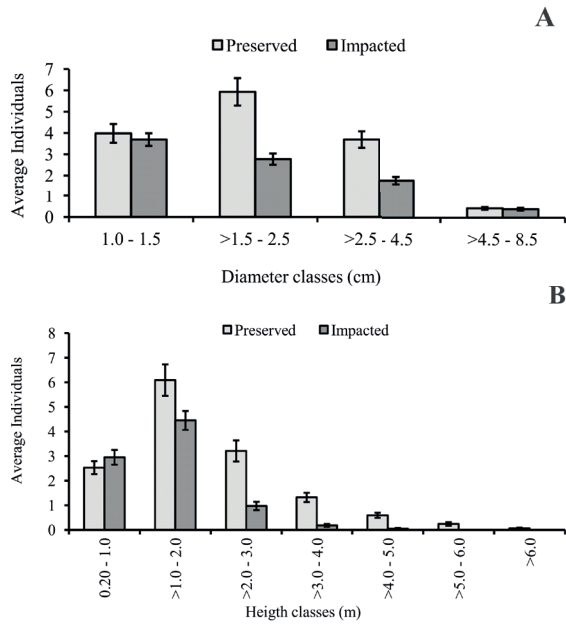 A
Preserved Impacted
Average Individuals
7
6
5
4
3
2
1
0
1.0 - 1.5 >1.5 - 2.5 >2.5 - 4.5 >4.5 - 8.5
Diameter classes (cm)
B
Preserved Impacted
Average Individuals
8
7
6
5
4
3
2
1
0
0.20 - 1.0 >1.0 - 2.0 >2.0 - 3.0 >3.0 - 4.0 >4.0 - 5.0 >5.0 - 6.0 >6.0
Heigth classes (m)